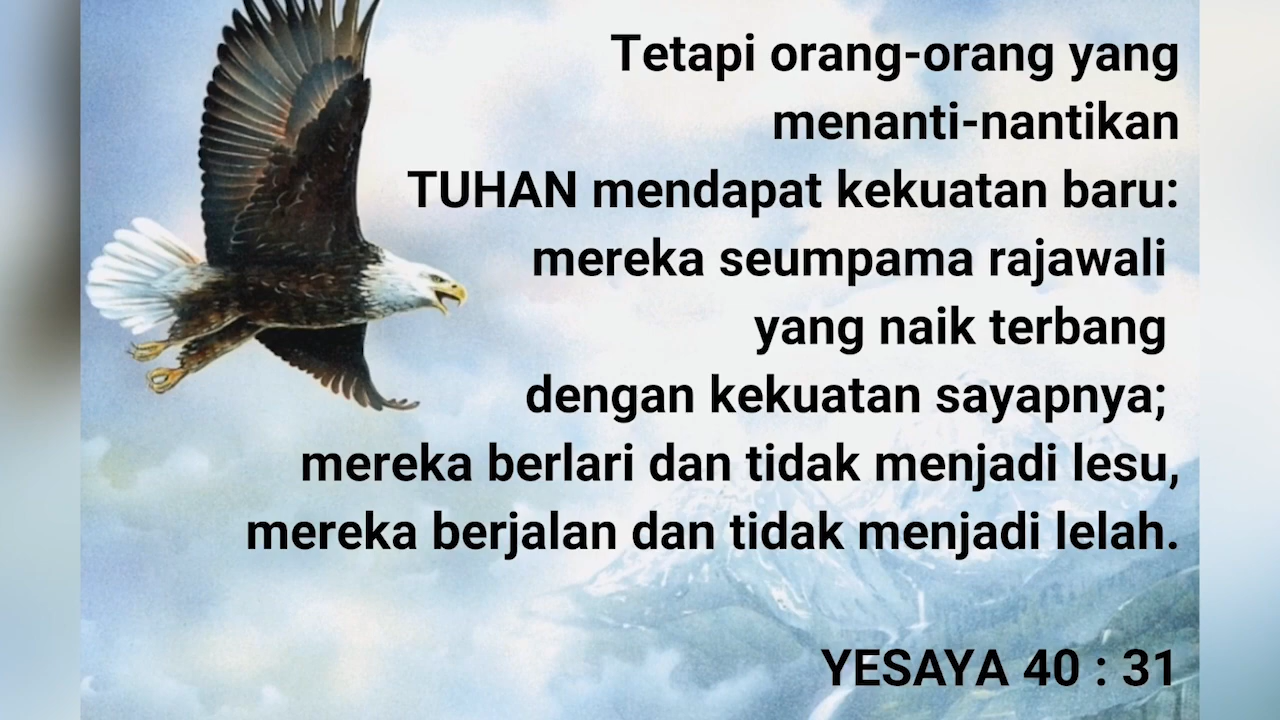 Tetapi orang-orang yang
menanti-nantikan
TUHAN mendapat kekuatan baru:
mereka seumpama rajawali
yang naik terbang
dengan kekuatan sayapnya;
mereka berlari dan tidak menjadi lesu,
mereka berjalan dan tidak menjadi lelah.
YESAYA 40 : 31